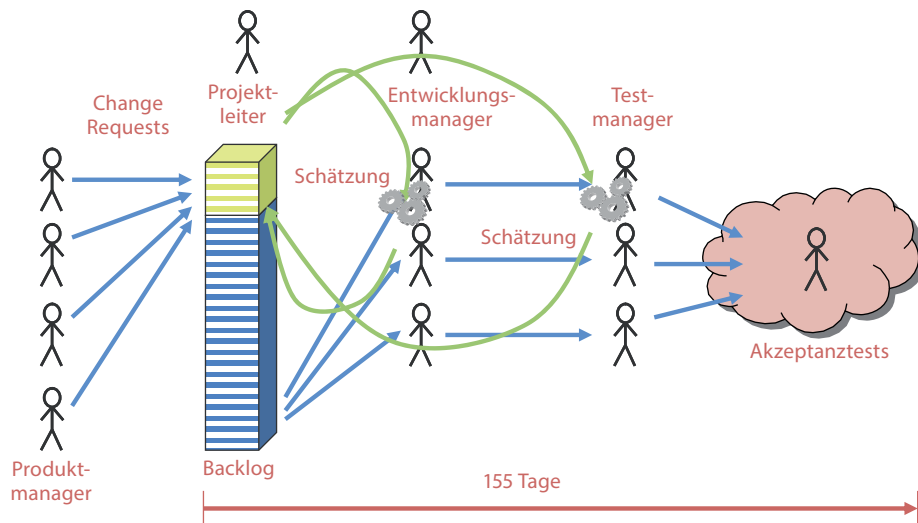 Change
Requests
Projekt-
leiter
Entwicklungs-
manager
Test-
manager
Schätzung
Schätzung
Produkt-
manager
Backlog
Akzeptanztests
155 Tage